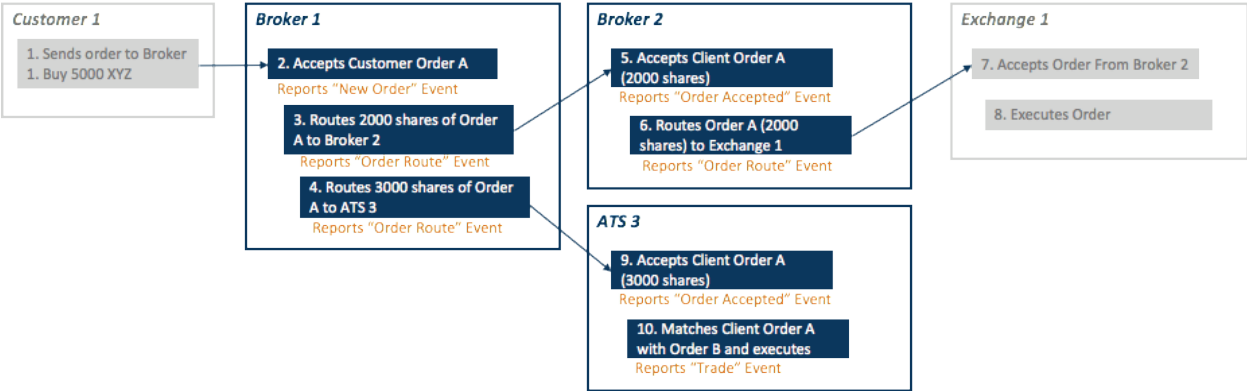 Customer 1
1. Sends order to Broker
1. Buy 5000 XYZ
Broker 1
2. Accepts Customer Order A
Reports "New Order" Event
3. Routes 2000 shares of Order
A to Broker 2
Reports "Order Route" Event
4. Routes 3000 shares of Order
A to ATS 3
Reports "Order Route" Event
Broker 2
5. Accepts Client Order A
(2000 shares)
Reports "Order Accepted" Event
6. Routes Order A (2000
shares) to Exchange 1
Reports "Order Route" Event
Exchange 1
7. Accepts Order From Broker 2
8. Executes Order
ATS 3
9. Accepts Client Order A
(3000 shares)
Reports "Order Accepted" Event
10. Matches Client Order A
with Order B and executes
Reports "Trade" Event